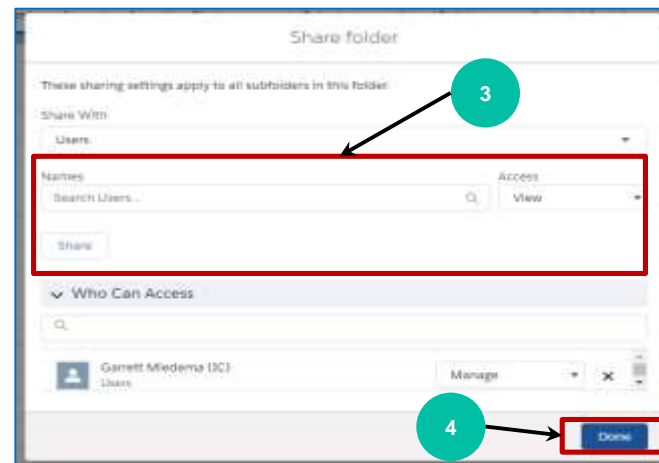 Share folder
These sharing settings apply to all subfolders in this folder
3
Share With
Users
Names
Access
Search Users...
View
Share
Who Can Access
Garrett Miedema (IC)
Users
Manage
4
Done